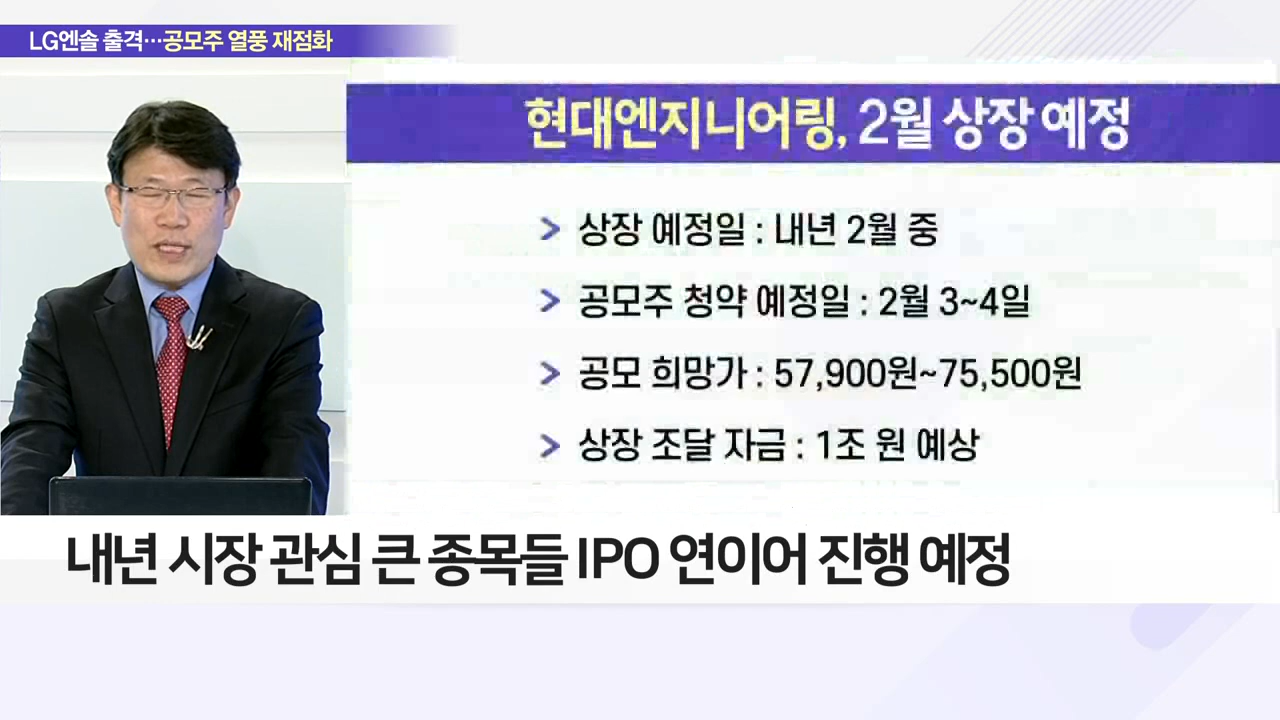 LG엔솔 출격…공모주 열풍 재점화
현대엔지니어링, 2월 상장 예정
> 상장 예정일 : 내년 2월 중
> 공모주 청약 예정일 : 2월 3~4일
> 공모 희망가 : 57,900원~75,500원
> 상장 조달 자금 : 1조 원 예상
내년 시장 관심 큰 종목들 IPO 연이어 진행 예정